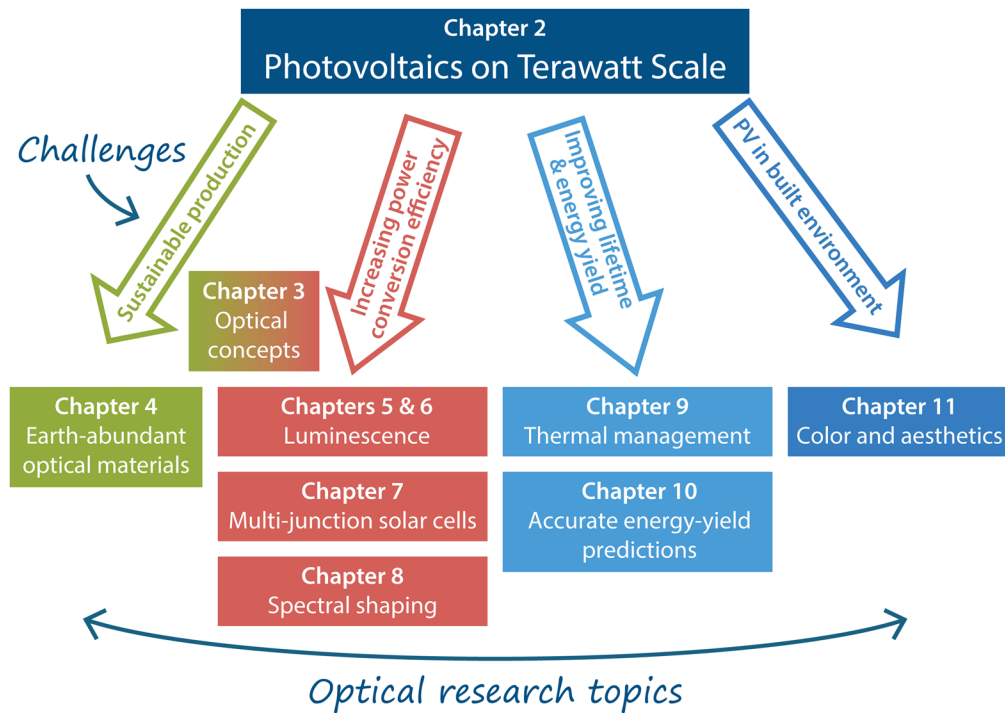 Chapter 2
Photovoltaics on Terawatt Scale
Challenges
Sustainable production
Increasing power
conversion efficiency
Improving lifetime
& energy yield
PV in built environment
Chapter 3
Optical
concepts
Chapter 4
Earth-abundant
optical materials
Chapters 5 & 6
Luminescence
Chapter 7
Multi-junction solar cells
Chapter 8
Spectral shaping
Chapter 9
Thermal management
Chapter 10
Accurate energy-yield
predictions
Chapter 11
Color and aesthetics
Optical research topics